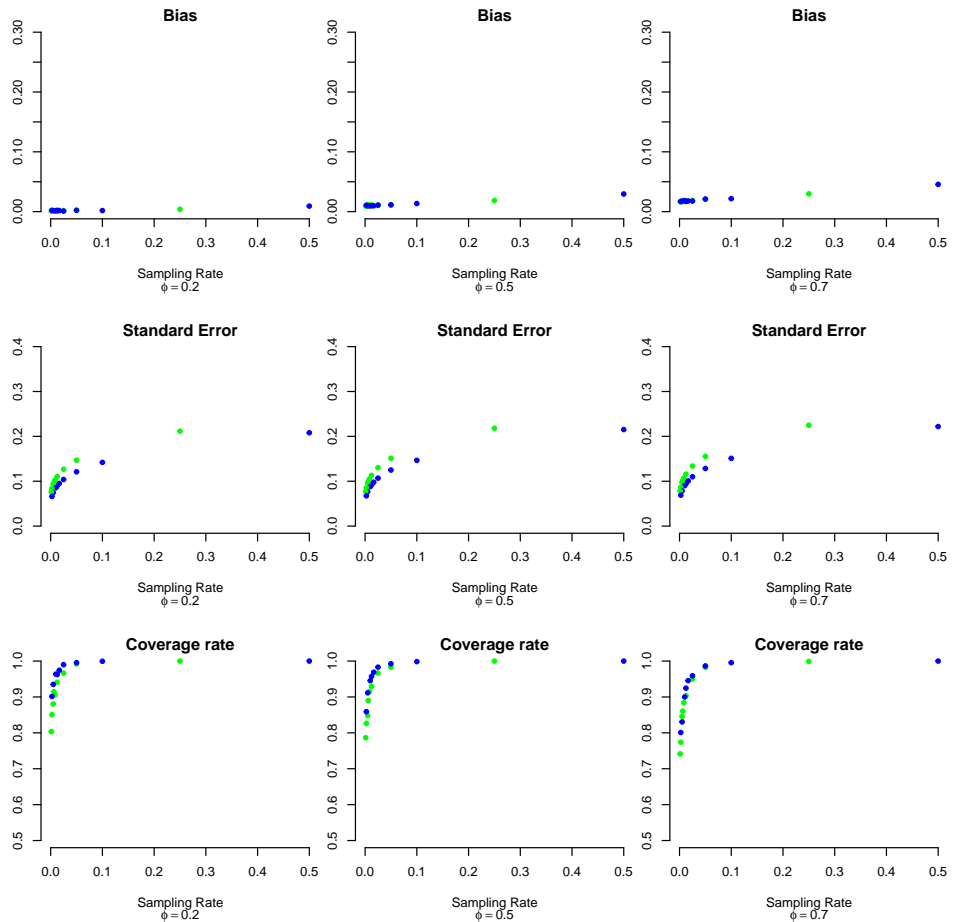 Bias
Bias
Bias
0.00 0.10 0.20 0.30
0.00 0.10 0.20 0.30
0.00 0.10 0.20 0.30
0.0 0.1 0.2 0.3 0.4 0.5
0.0 0.1 0.2 0.3 0.4 0.5
0.0 0.1 0.2 0.3 0.4 0.5
Sampling Rate
ϕ = 0.2
Sampling Rate
ϕ = 0.5
Sampling Rate
ϕ = 0.7
Standard Error
Standard Error
Standard Error
0.0 0.1 0.2 0.3 0.4
0.0 0.1 0.2 0.3 0.4
0.0 0.1 0.2 0.3 0.4
0.0 0.1 0.2 0.3 0.4 0.5
0.0 0.1 0.2 0.3 0.4 0.5
0.0 0.1 0.2 0.3 0.4 0.5
Sampling Rate
ϕ = 0.2
Sampling Rate
ϕ = 0.5
Sampling Rate
ϕ = 0.7
Coverage rate
Coverage rate
Coverage rate
0.5 0.6 0.7 0.8 0.9 1.0
0.5 0.6 0.7 0.8 0.9 1.0
0.5 0.6 0.7 0.8 0.9 1.0
0.0 0.1 0.2 0.3 0.4 0.5
0.0 0.1 0.2 0.3 0.4 0.5
0.0 0.1 0.2 0.3 0.4 0.5
Sampling Rate
ϕ = 0.2
Sampling Rate
ϕ = 0.5
Sampling Rate
ϕ = 0.7